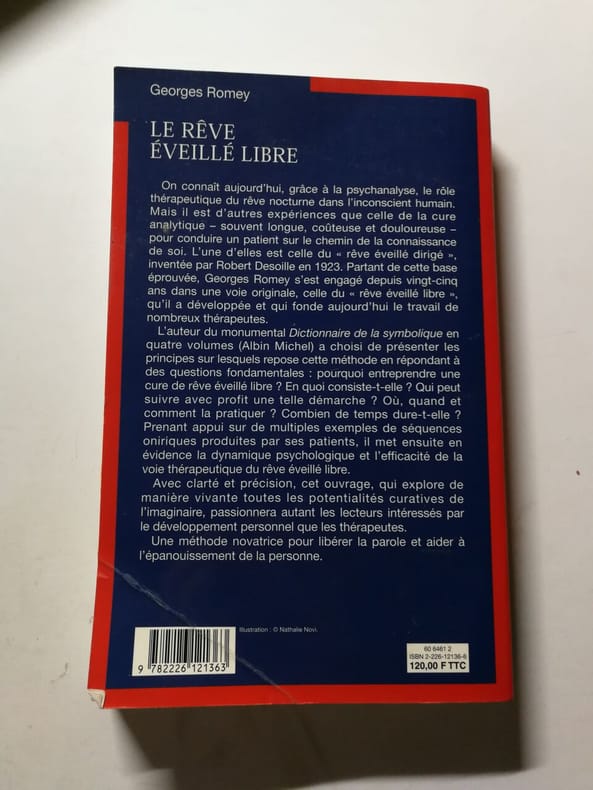 Georges Romey
LE RÊVE
ÉVEILLÉ LIBRE
On connaît aujourd'hui, grâce à la psychanalyse, le rôle
thérapeutique du rêve nocturne dans l'inconscient humain.
Mais il est d'autres expériences que celle de la cure
analytique – souvent longue, coûteuse et douloureuse –
pour conduire un patient sur le chemin de la connaissance
de soi. L'une d'elles est celle du « rêve éveillé dirigé »,
inventée par Robert Desoille en 1923. Partant de cette base
éprouvée, Georges Romey s'est engagé depuis vingt-cinq
ans dans une voie originale, celle du « rêve éveillé libre »,
qu'il a développée et qui fonde aujourd'hui le travail de
nombreux thérapeutes.
L'auteur du monumental Dictionnaire de la symbolique en
quatre volumes (Albin Michel) a choisi de présenter les
principes sur lesquels repose cette méthode en répondant à
des questions fondamentales : pourquoi entreprendre une
cure de rêve éveillé libre ? En quoi consiste-t-elle ? Qui peut
suivre avec profit une telle démarche ? Où, quand et
comment la pratiquer ? Combien de temps dure-t-elle ?
Prenant appui sur de multiples exemples de séquences
oniriques produites par ses patients, il met ensuite en
évidence la dynamique psychologique et l'efficacité de la
voie thérapeutique du rêve éveillé libre.
Avec clarté et précision, cet ouvrage, qui explore de
manière vivante toutes les potentialités curatives de
l'imaginaire, passionnera autant les lecteurs intéressés par
le développement personnel que les thérapeutes.
Une méthode novatrice pour libérer la parole et aider à
l'épanouissement de la personne.
Illustration : © Nathalie Novi.
9 782226 121363
60 6461 2
ISBN 2-226-12136-6
120,00 F TTC